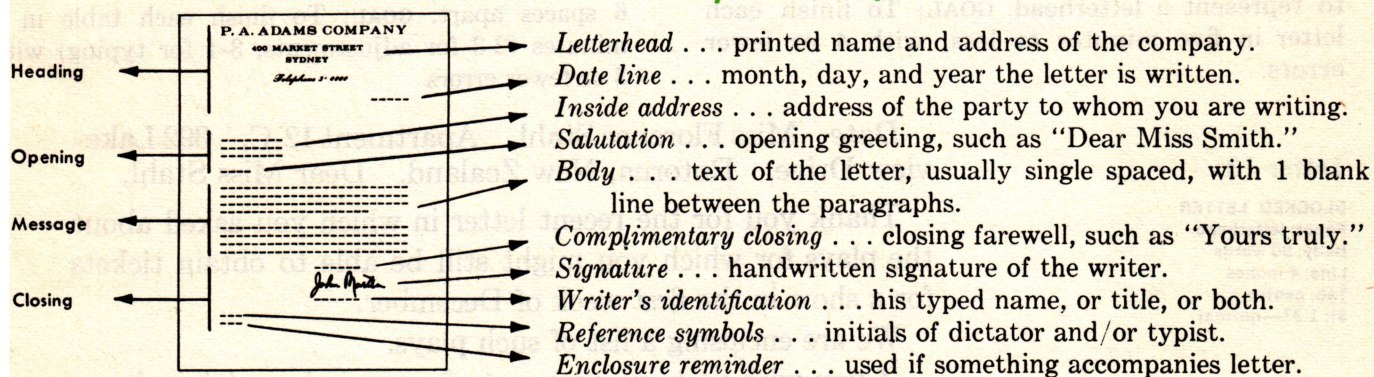 P. A. ADAMS COMPANY
400 MARKET STREET
SYDNEY
Telephone 2-4000
Heading
Opening
Message
Closing
John Martin
Letterhead . . . printed name and address of the company.
Date line . . . month, day, and year the letter is written.
Inside address . . . address of the party to whom you are writing.
Salutation . . . opening greeting, such as “Dear Miss Smith.”
Body . . . text of the letter, usually single spaced, with 1 blank
line between the paragraphs.
Complimentary closing . . . closing farewell, such as “Yours truly.”
Signature . . . handwritten signature of the writer.
Writer’s identification . . . his typed name, or title, or both.
Reference symbols . . . initials of dictator and/or typist.
Enclosure reminder . . . used if something accompanies letter.